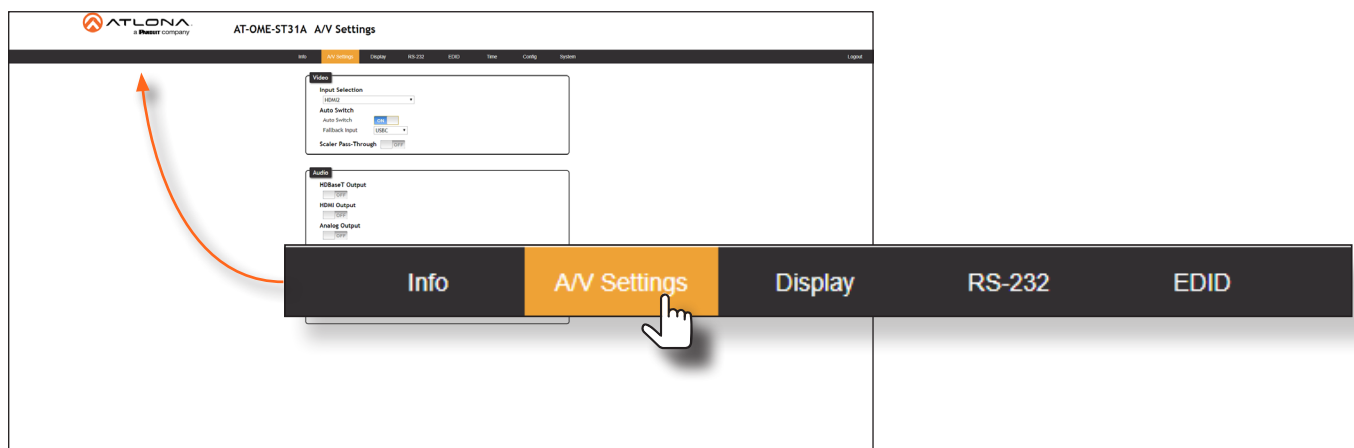 ATLONA.
a PANDUIT company
AT-OME-ST31A A/V Settings
Info A/V Settings Display RS-232 EDID Time Config System Logout
Video
Input Selection
HDMI2
Auto Switch
Auto Switch ON
Fallback Input USBC
Scaler Pass-Through OFF
Audio
HDBaseT Output
OFF
HDMI Output
OFF
Analog Output
OFF
Info A/V Settings Display RS-232 EDID